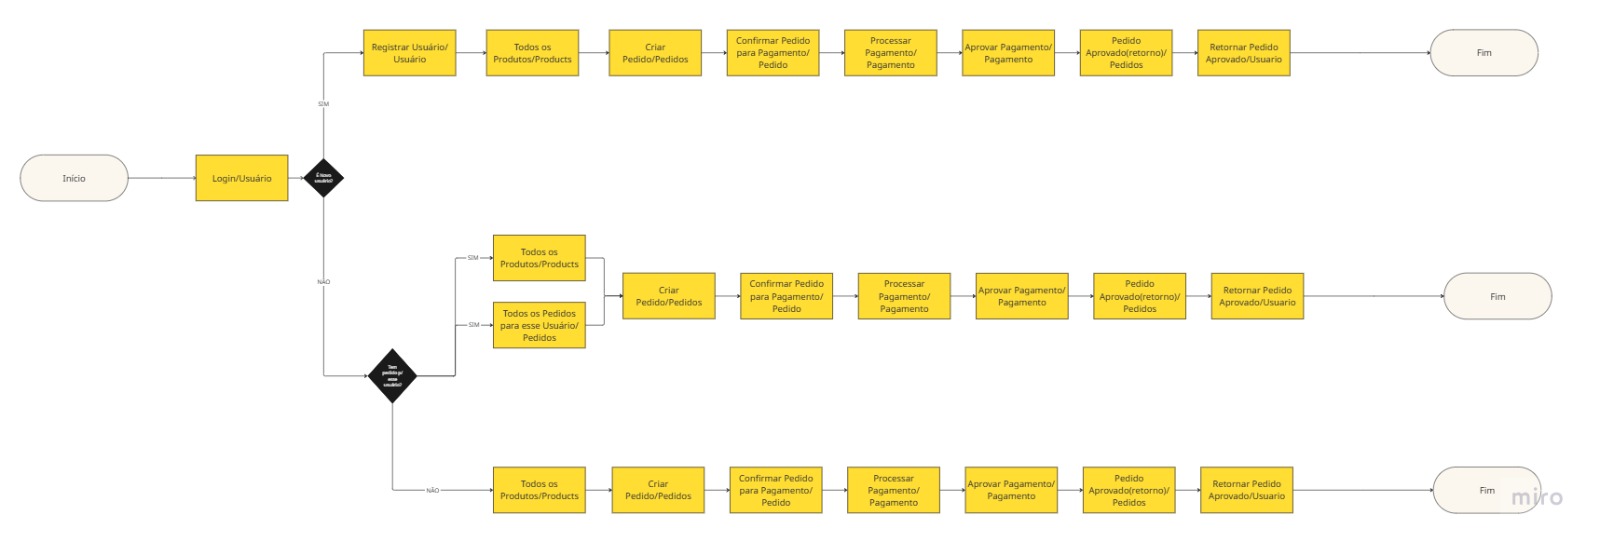 Registrar Usuário/
Usuário
Todos os
Produtos/Products
Criar
Pedido/Pedidos
Confirmar Pedido
para Pagamento/
Pedido
Processar
Pagamento/
Pagamento
Aprovar Pagamento/
Pagamento
Pedido
Aprovado(retorno)/
Pedidos
Retornar Pedido
Aprovado/Usuario
Fim
SIM
Início
Login/Usuário
É Novo
usuário?
NÃO
SIM
Todos os
Produtos/Products
SIM
Todos os Pedidos
para esse Usuário/
Pedidos
Criar
Pedido/Pedidos
Confirmar Pedido
para Pagamento/
Pedido
Processar
Pagamento/
Pagamento
Aprovar Pagamento/
Pagamento
Pedido
Aprovado(retorno)/
Pedidos
Retornar Pedido
Aprovado/Usuario
Fim
Tem
pedido p/
esse
usuário?
NÃO
Todos os
Produtos/Products
Criar
Pedido/Pedidos
Confirmar Pedido
para Pagamento/
Pedido
Processar
Pagamento/
Pagamento
Aprovar Pagamento/
Pagamento
Pedido
Aprovado(retorno)/
Pedidos
Retornar Pedido
Aprovado/Usuario
Fim
miro